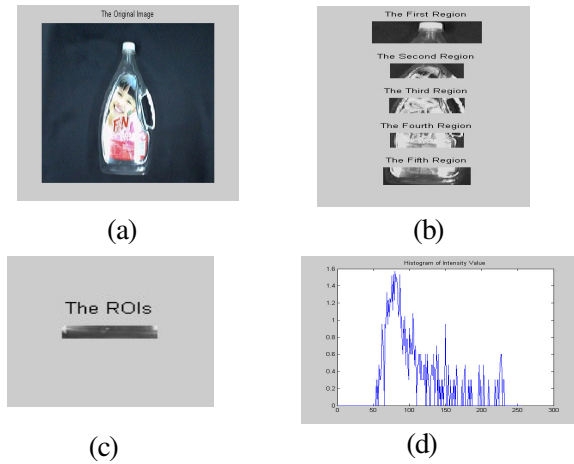 The Original Image
FiN
(a)
The First Region
The Second Region
The Third Region
The Fourth Region
The Fifth Region
(b)
The ROIs
(c)
Histogram of Intensity Value
1.6
1.4
1.2
1
0.8
0.6
0.4
0.2
0
0 50 100 150 200 250 300
(d)